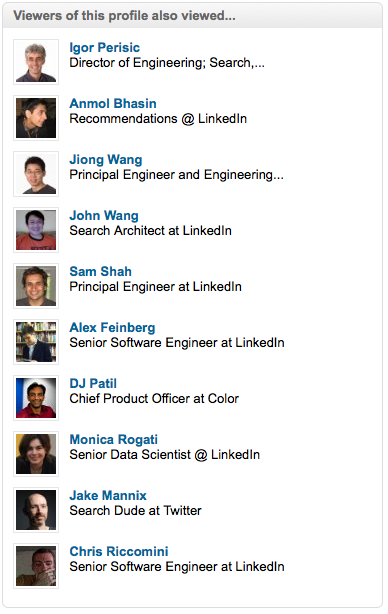 Viewers of this profile also viewed...
Igor Perisic
Director of Engineering; Search,...
Anmol Bhasin
Recommendations @ LinkedIn
Jiong Wang
Principal Engineer and Engineering...
John Wang
Search Architect at LinkedIn
Sam Shah
Principal Engineer at LinkedIn
Alex Feinberg
Senior Software Engineer at LinkedIn
DJ Patil
Chief Product Officer at Color
Monica Rogati
Senior Data Scientist @ LinkedIn
Jake Mannix
Search Dude at Twitter
Chris Riccomini
Senior Software Engineer at LinkedIn